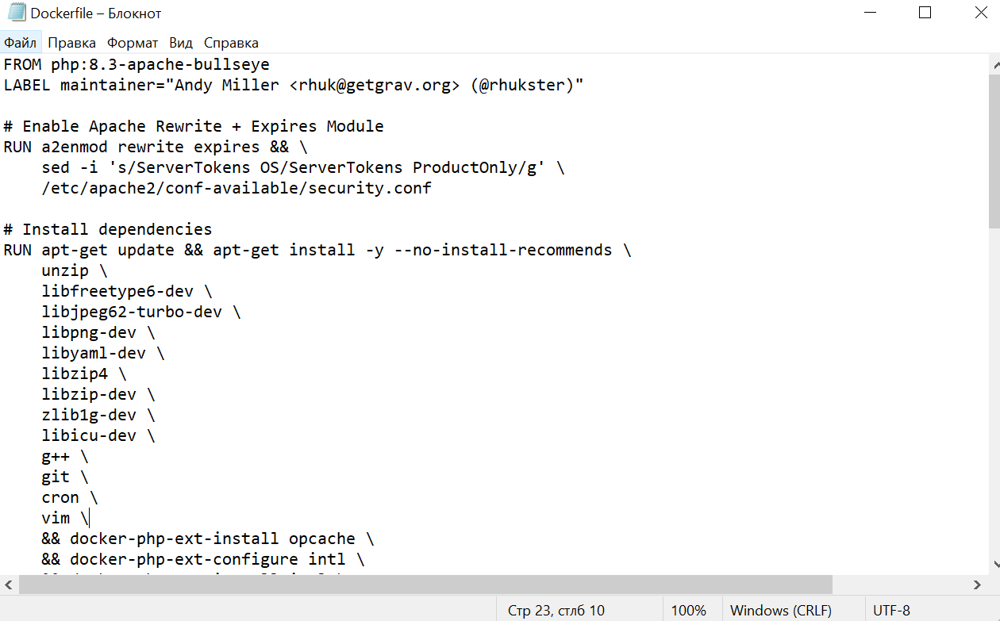 Dockerfile – Блокнот
Файл Правка Формат Вид Справка
FROM php:8.3-apache-bullseye
LABEL maintainer="Andy Miller <rhuk@getgrav.org> (@rhukster)"
# Enable Apache Rewrite + Expires Module
RUN a2enmod rewrite expires && \
    sed -i 's/ServerTokens OS/ServerTokens ProductOnly/g' \
    /etc/apache2/conf-available/security.conf
# Install dependencies
RUN apt-get update && apt-get install -y --no-install-recommends \
    unzip \
    libfreetype6-dev \
    libjpeg62-turbo-dev \
    libpng-dev \
    libyaml-dev \
    libzip4 \
    libzip-dev \
    zlib1g-dev \
    libicu-dev \
    g++ \
    git \
    cron \
    vim \
    && docker-php-ext-install opcache \
    && docker-php-ext-configure intl \
Стр 23, стлб 10 100% Windows (CRLF) UTF-8